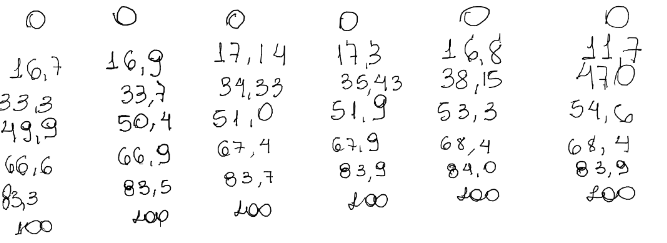 0 0 0 0 0 0
16,7 16,9 17,14 17,3 16,8 11,7
33,3 33,7 34,33 35,43 38,15 47,0
49,9 50,4 51,0 51,9 53,3 54,6
66,6 66,9 67,4 67,9 68,4 68,4
83,3 83,5 83,7 83,9 84,0 83,9
100 100 100 100 100 100